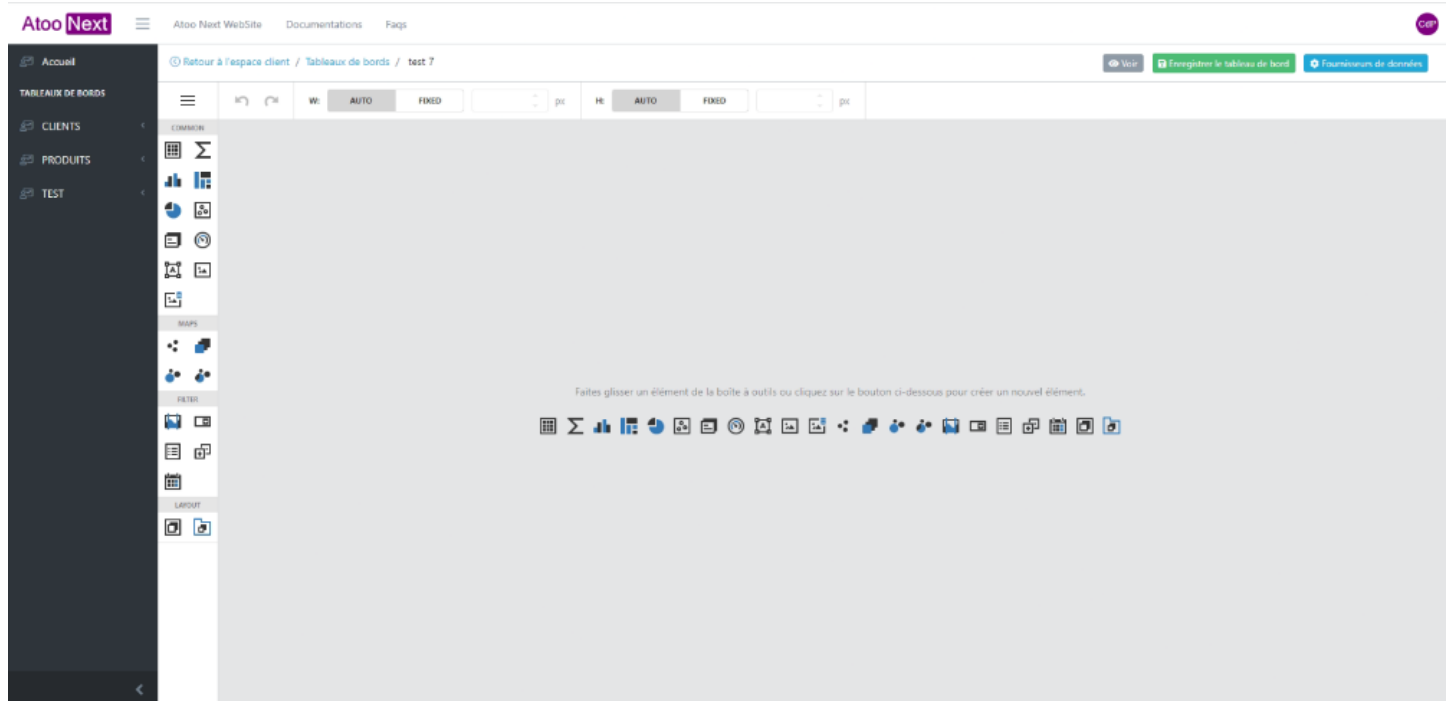 Atoo Next
Atoo Next WebSite Documentations Faqs
CdP
Accueil
TABLEAUX DE BORDS
CLIENTS
PRODUITS
TEST
Retour à l'espace client / Tableaux de bords / test 7
Voir
Enregistrer le tableau de bord
Fournisseurs de données
W: AUTO FIXED px H: AUTO FIXED px
COMMON
MAPS
FILTER
LAYOUT
Faites glisser un élément de la boîte à outils ou cliquez sur le bouton ci-dessous pour créer un nouvel élément.